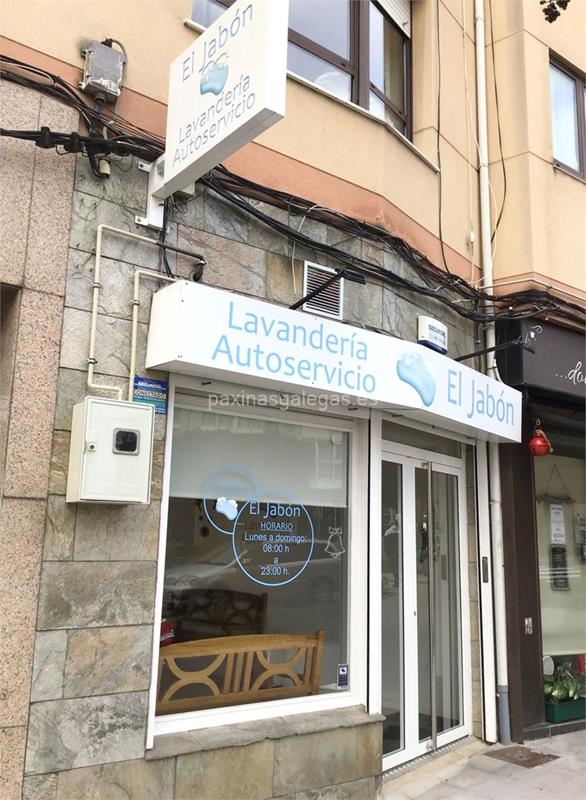 El Jabón
Lavandería
Autoservicio
Lavandería
Autoservicio
El Jabón
paxinasgalegas.es
El Jabón
HORARIO
Lunes a domingo:
08:00 h
a
23:00 h.
CONECTADO